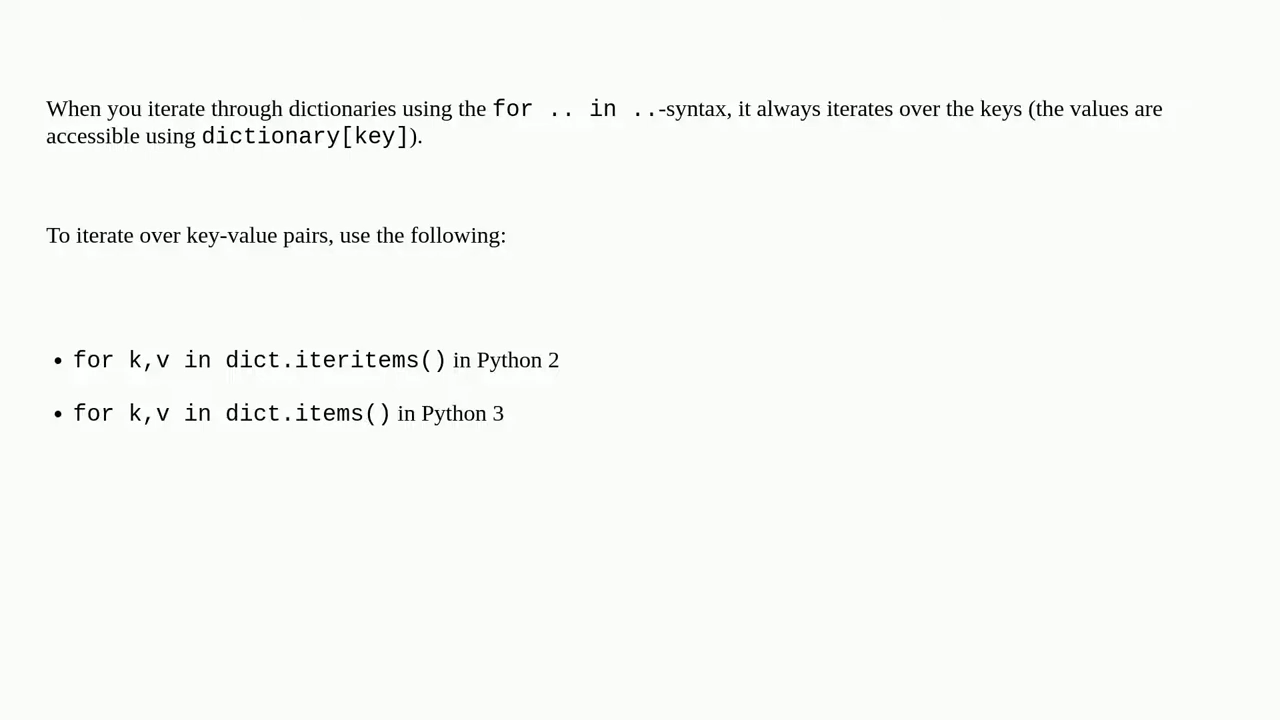 When you iterate through dictionaries using the for .. in ..-syntax, it always iterates over the keys (the values are
accessible using dictionary[key]).
To iterate over key-value pairs, use the following:
• for k,v in dict.iteritems() in Python 2
• for k,v in dict.items() in Python 3